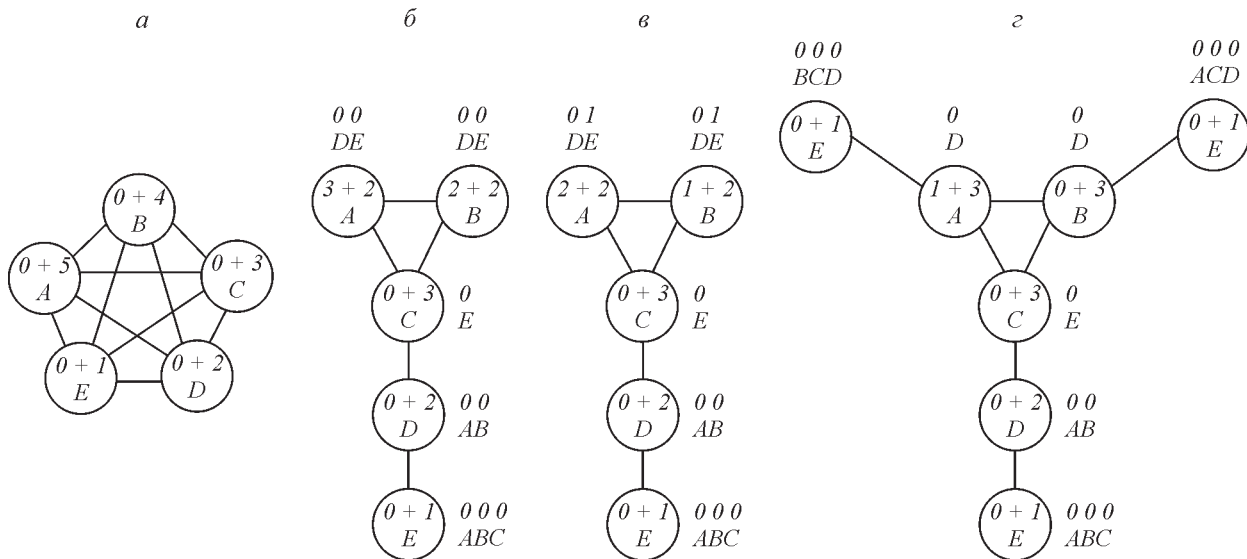 а
б
в
г
0 + 4
B
0 + 5
A
0 + 3
C
0 + 1
E
0 + 2
D
0 0
DE
0 0
DE
3 + 2
A
2 + 2
B
0 + 3
C
0
E
0 + 2
D
0 0
AB
0 + 1
E
0 0 0
ABC
0 1
DE
0 1
DE
2 + 2
A
1 + 2
B
0 + 3
C
0
E
0 + 2
D
0 0
AB
0 + 1
E
0 0 0
ABC
0 0 0
BCD
0 0 0
ACD
0 + 1
E
0
D
0
D
0 + 1
E
1 + 3
A
0 + 3
B
0 + 3
C
0
E
0 + 2
D
0 0
AB
0 + 1
E
0 0 0
ABC